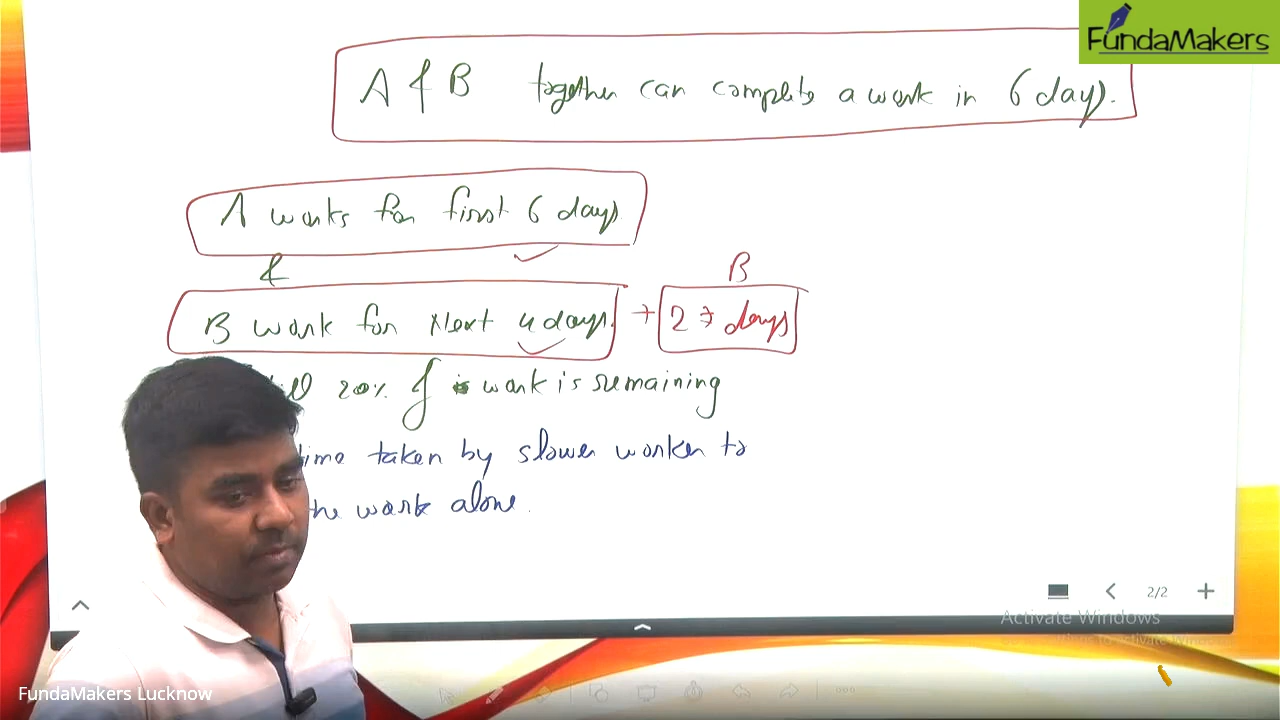 FundaMakers
A & B together can complete a work in 6 days.
A works for first 6 days
&
B
B work for Next 4 days. + 2 days
20% of work is remaining
time taken by slower worker to
the work alone.
2/2
Activate Windows
FundaMakers Lucknow